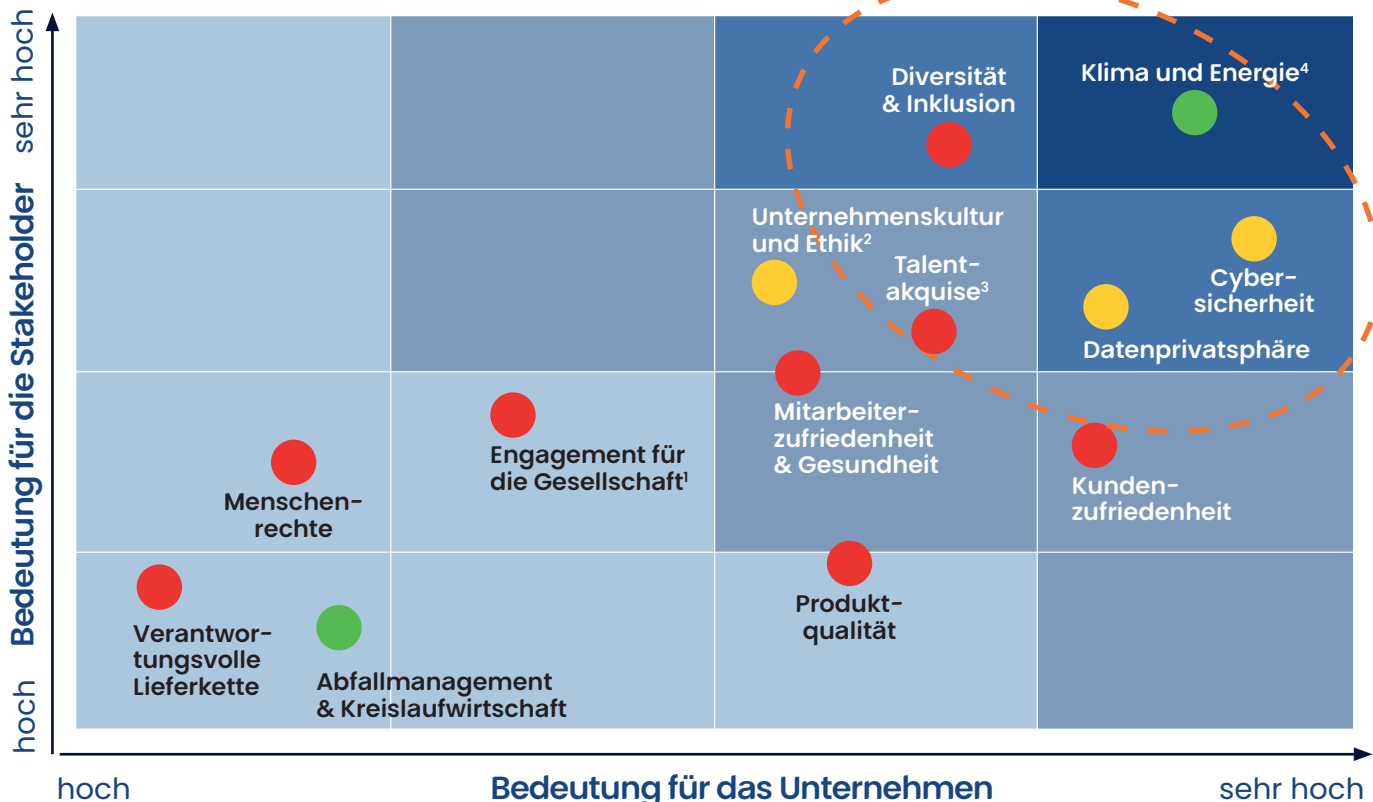 sehr hoch
Bedeutung für die Stakeholder
hoch
Diversität
& Inklusion
Klima und Energie⁴
Unternehmenskultur
und Ethik²
Talent-
akquise³
Cyber-
sicherheit
Datenprivatsphäre
Mitarbeiter-
zufriedenheit
& Gesundheit
Engagement für
die Gesellschaft¹
Menschen-
rechte
Kunden-
zufriedenheit
Produkt-
qualität
Verantwor-
tungsvolle
Lieferkette
Abfallmanagement
& Kreislaufwirtschaft
hoch
Bedeutung für das Unternehmen
sehr hoch